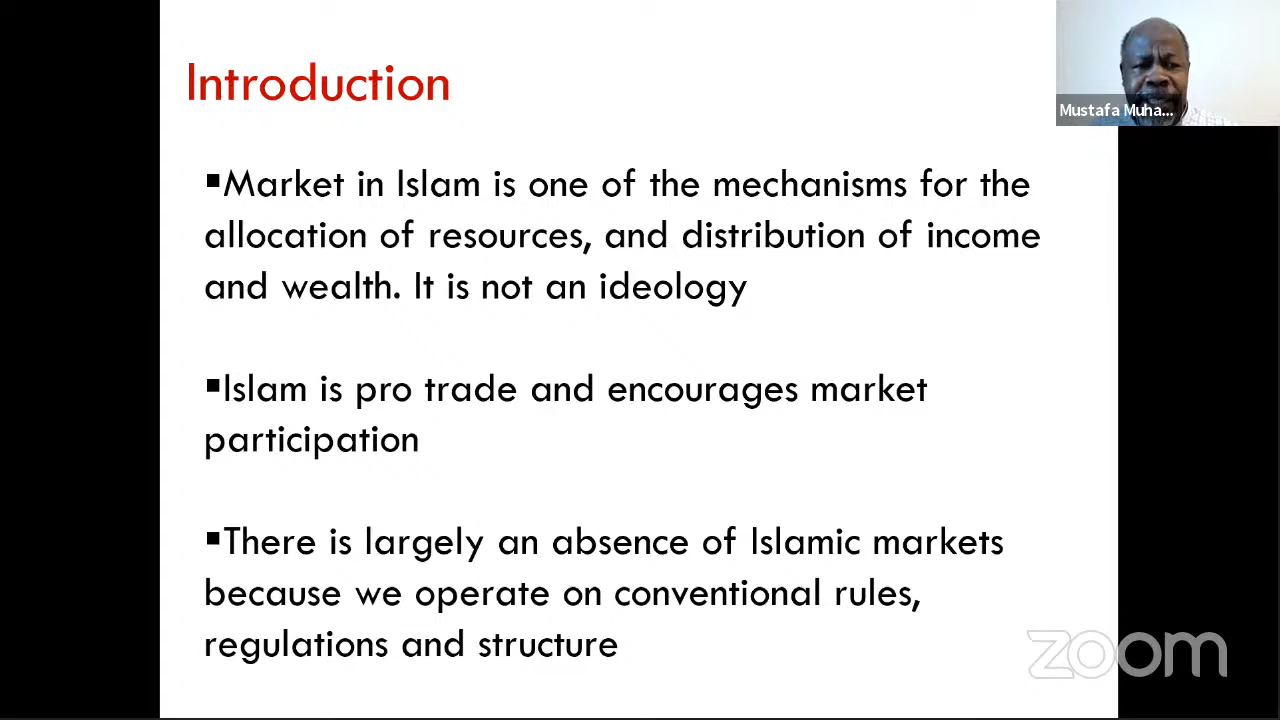 Introduction
Mustafa Muha...
▪Market in Islam is one of the mechanisms for the
allocation of resources, and distribution of income
and wealth. It is not an ideology
▪Islam is pro trade and encourages market
participation
▪There is largely an absence of Islamic markets
because we operate on conventional rules,
regulations and structure
zoom